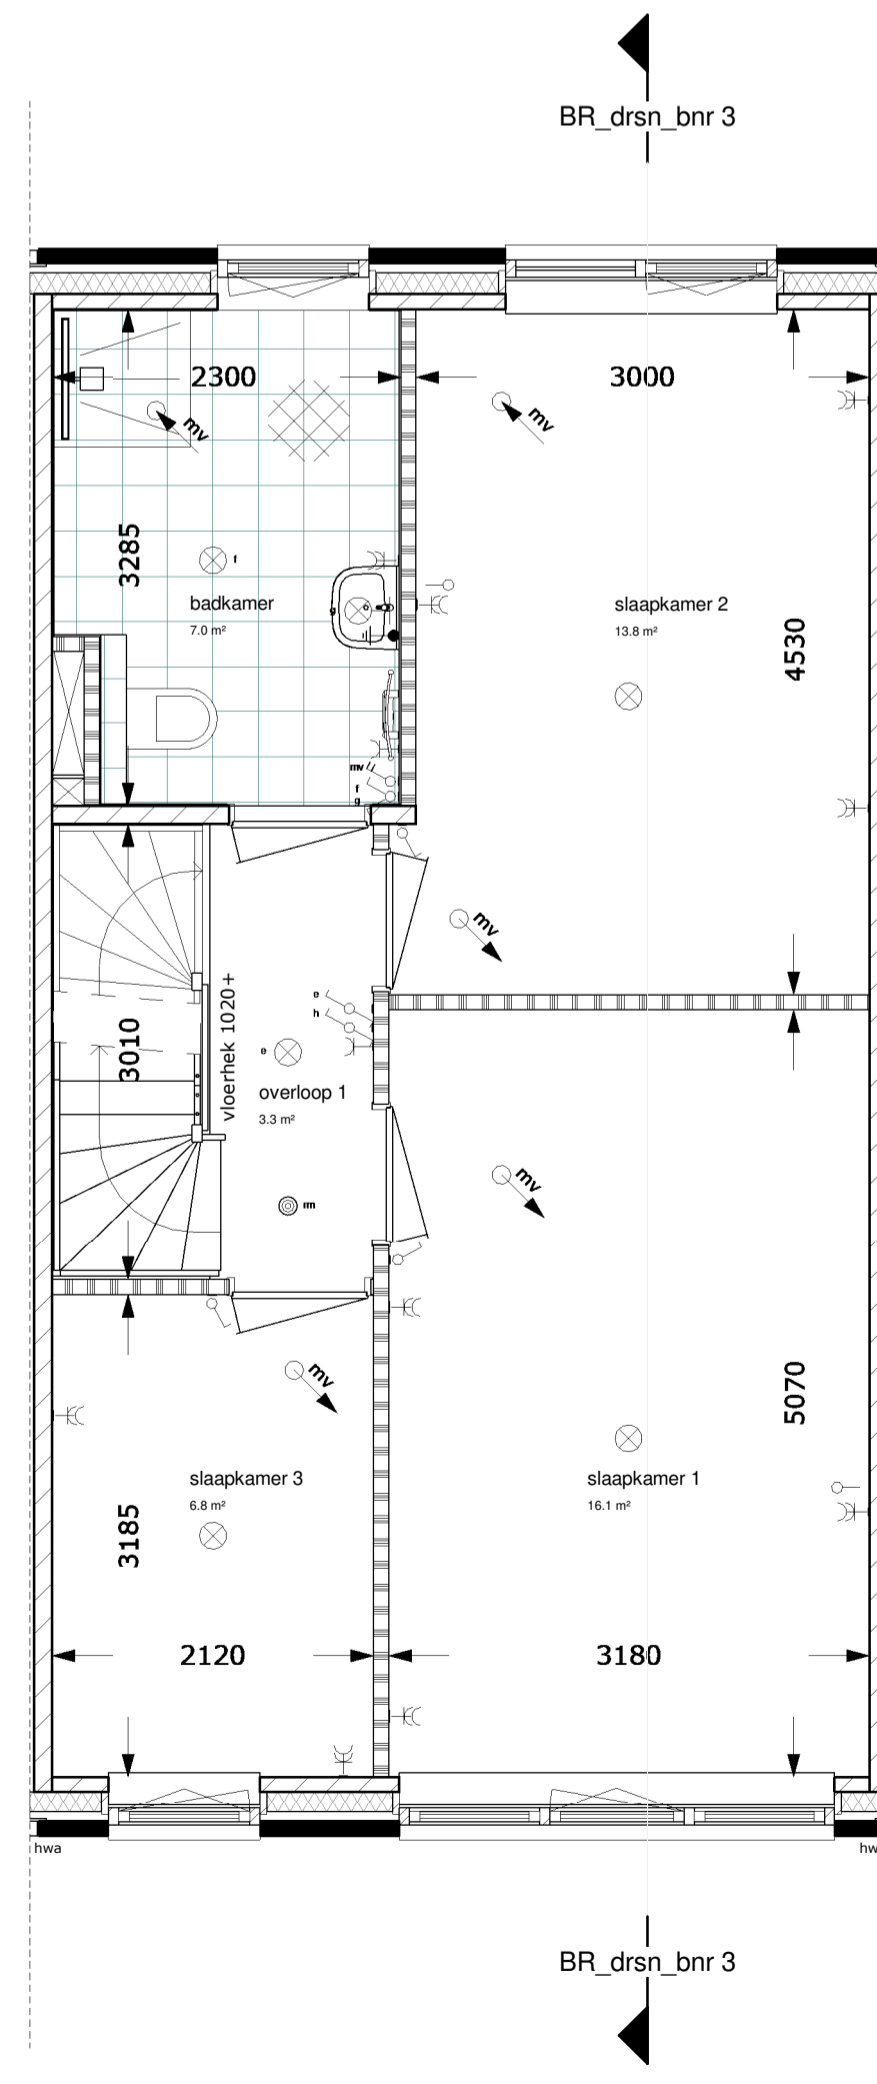 BR_drsn_bnr 3
2300
3000
mv
mv
3285
f
badkamer
7.0 m²
g
slaapkamer 2
13.8 m²
4530
mv
f
g
mv
vloerhek 1020+
3010
e
h
e
overloop 1
3.3 m²
mv
rm
mv
5070
slaapkamer 3
6.8 m²
slaapkamer 1
16.1 m²
3185
2120
3180
hwa
hw
BR_drsn_bnr 3